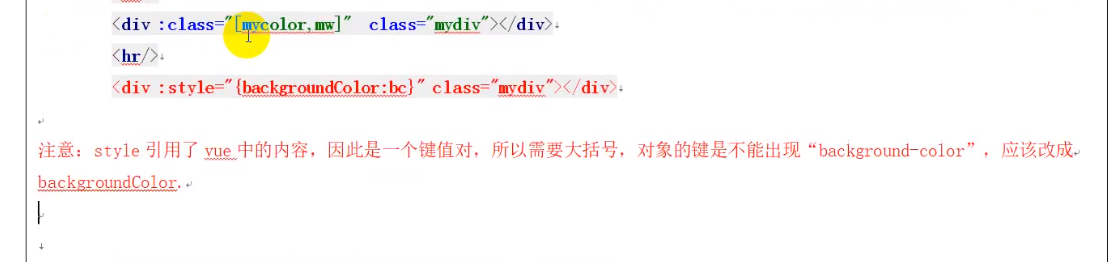 <div :class="[mycolor,mw]" class="mydiv"></div>
<hr/>
<div :style="{backgroundColor:bc}" class="mydiv"></div>
注意：style 引用了 vue 中的内容，因此是一个键值对，所以需要大括号，对象的键是不能出现“background-color”，应该改成
backgroundColor.